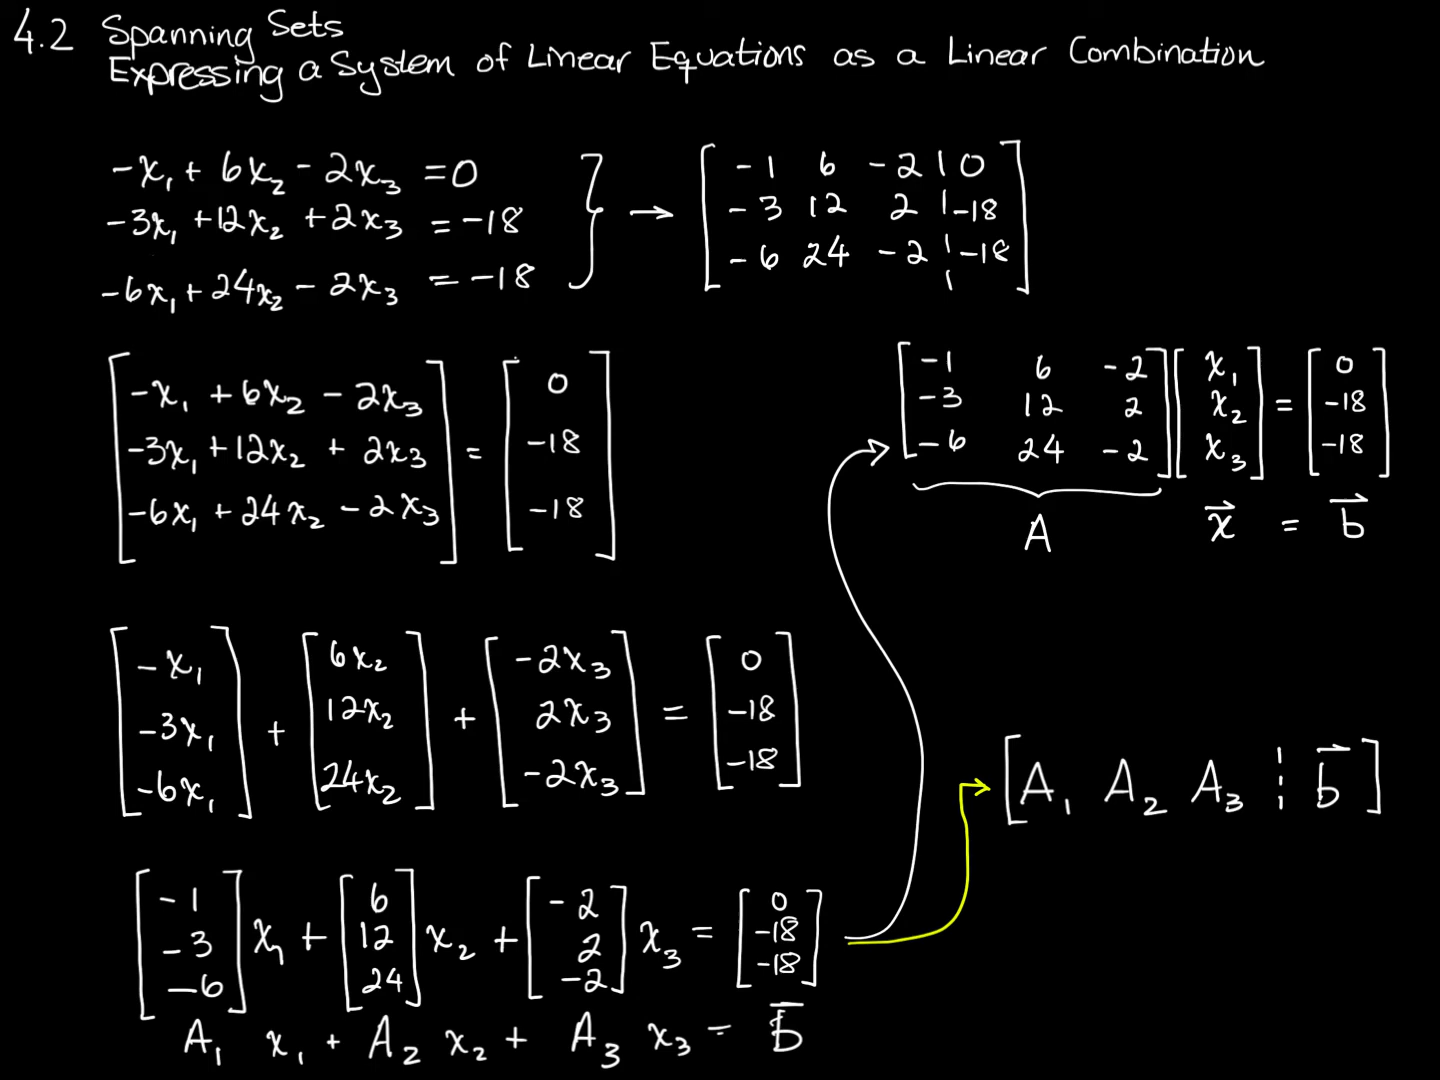 4.2 Spanning Sets
Expressing a System of Linear Equations as a Linear Combination
-x₁ + 6x₂ - 2x₃ = 0
-3x₁ + 12x₂ + 2x₃ = -18
-6x₁ + 24x₂ - 2x₃ = -18
} →
[ -1 6 -2 | 0
-3 12 2 | -18
-6 24 -2 | -18 ]
[ -x₁ + 6x₂ - 2x₃
-3x₁ + 12x₂ + 2x₃
-6x₁ + 24x₂ - 2x₃ ]
=
[ 0
-18
-18 ]
[ -1 6 -2
-3 12 2
-6 24 -2 ]
[ x₁
x₂
x₃ ]
=
[ 0
-18
-18 ]
A x⃗ = b⃗
[ -x₁
-3x₁
-6x₁ ]
+
[ 6x₂
12x₂
24x₂ ]
+
[ -2x₃
2x₃
-2x₃ ]
=
[ 0
-18
-18 ]
[ A₁ A₂ A₃ ¦ b⃗ ]
[ -1
-3
-6 ]
x₁ +
[ 6
12
24 ]
x₂ +
[ -2
2
-2 ]
x₃ =
[ 0
-18
-18 ]
A₁ x₁ + A₂ x₂ + A₃ x₃ = b⃗